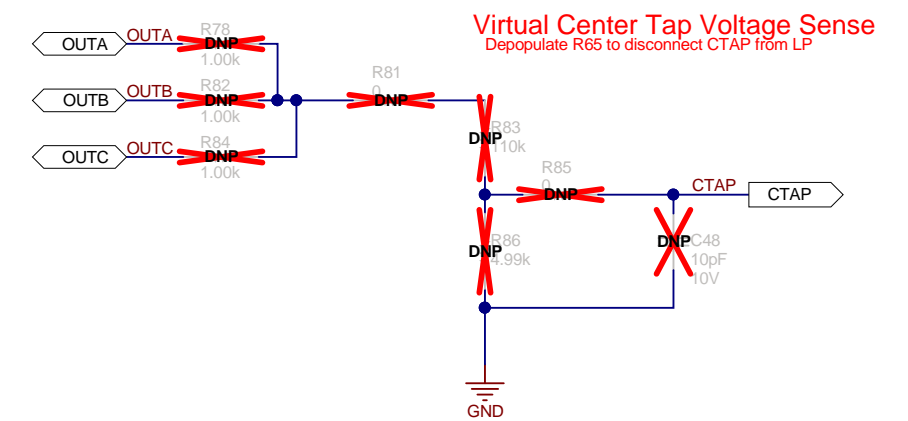 Virtual Center Tap Voltage Sense
Depopulate R65 to disconnect CTAP from LP
OUTA OUTA R78
DNP
1.00k
OUTB OUTB R82
DNP
1.00k
OUTC OUTC R84
DNP
1.00k
R81
0
DNP
R83
DNP
110k
R85
0
DNP
CTAP CTAP
R86
DNP
4.99k
DNP C48
10pF
10V
GND